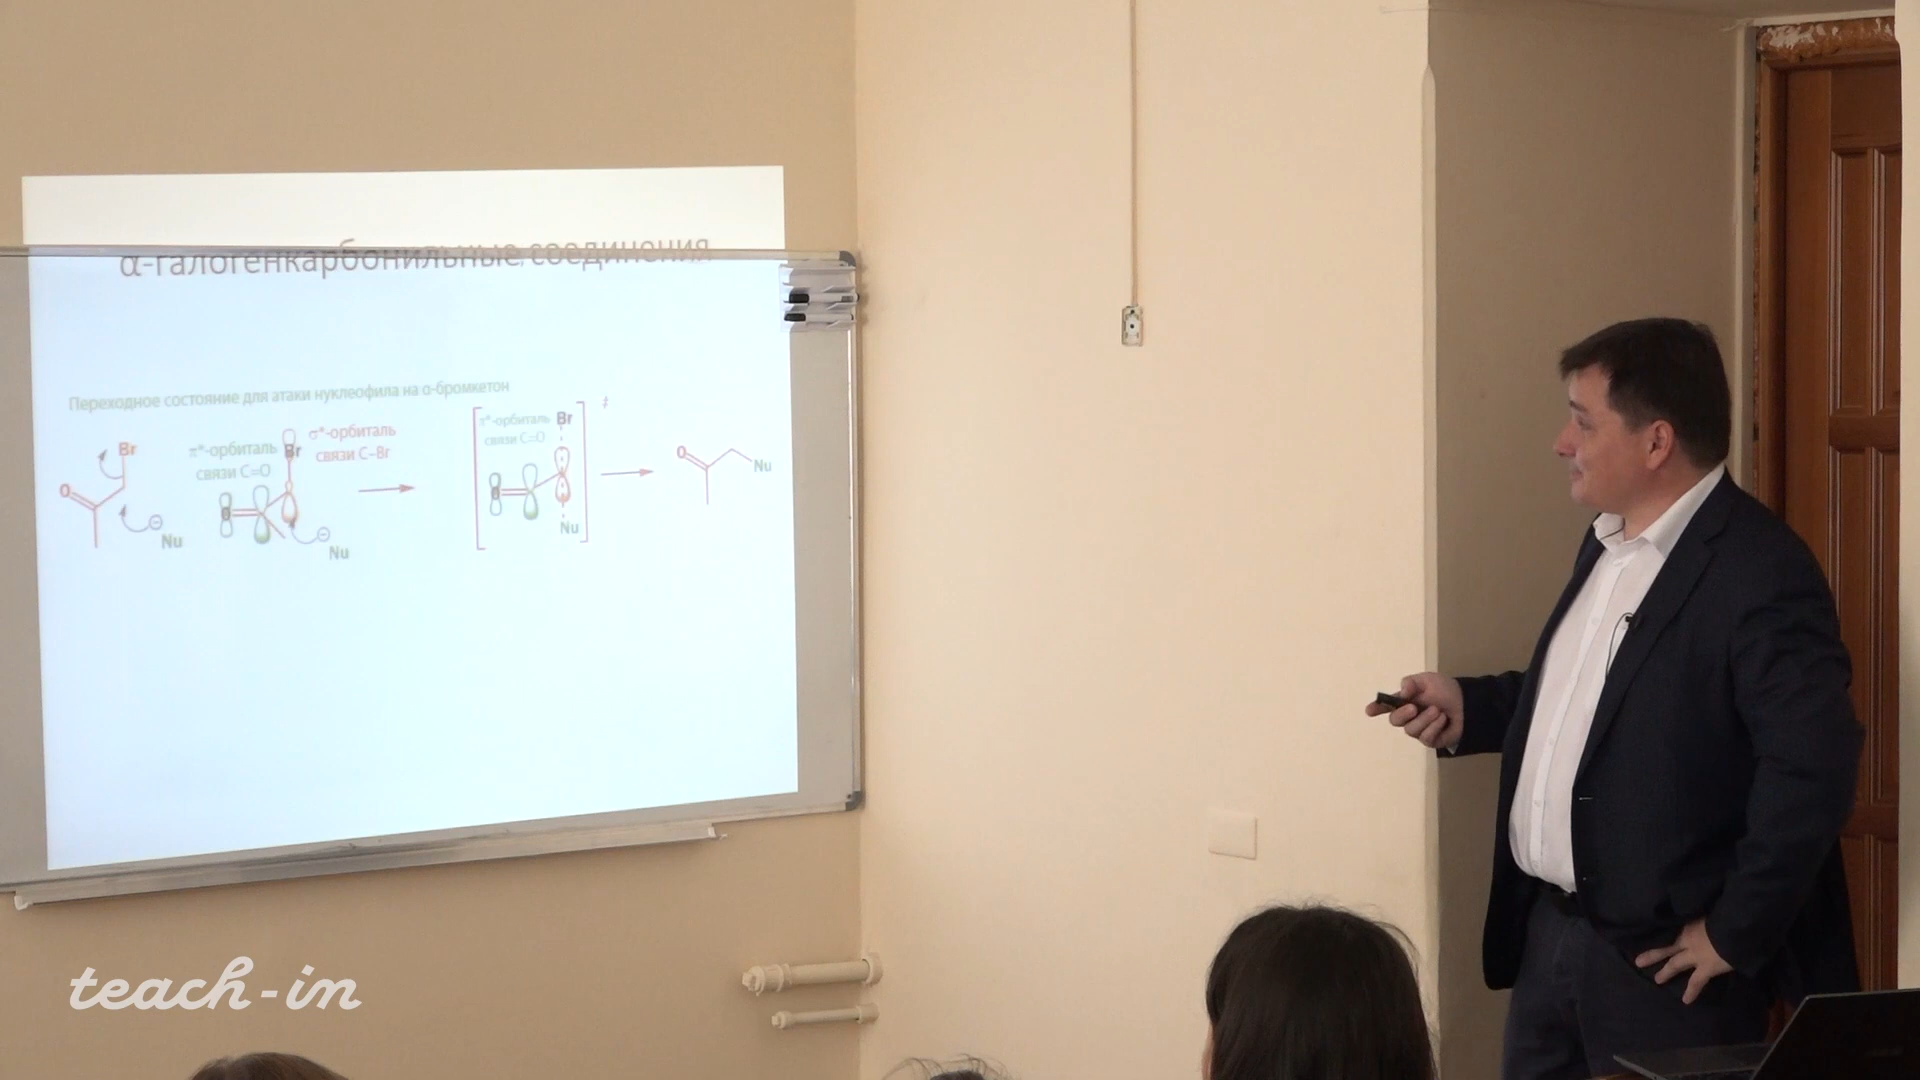 α-галогенкарбонильные соединения
Переходное состояние для атаки нуклеофила на α-бромкетон
Br
O
Nu
π*-орбиталь
связи C=O
Br
σ*-орбиталь
связи C–Br
Nu
π*-орбиталь
связи C=O
Br
Nu
‡
O
Nu
teach-in